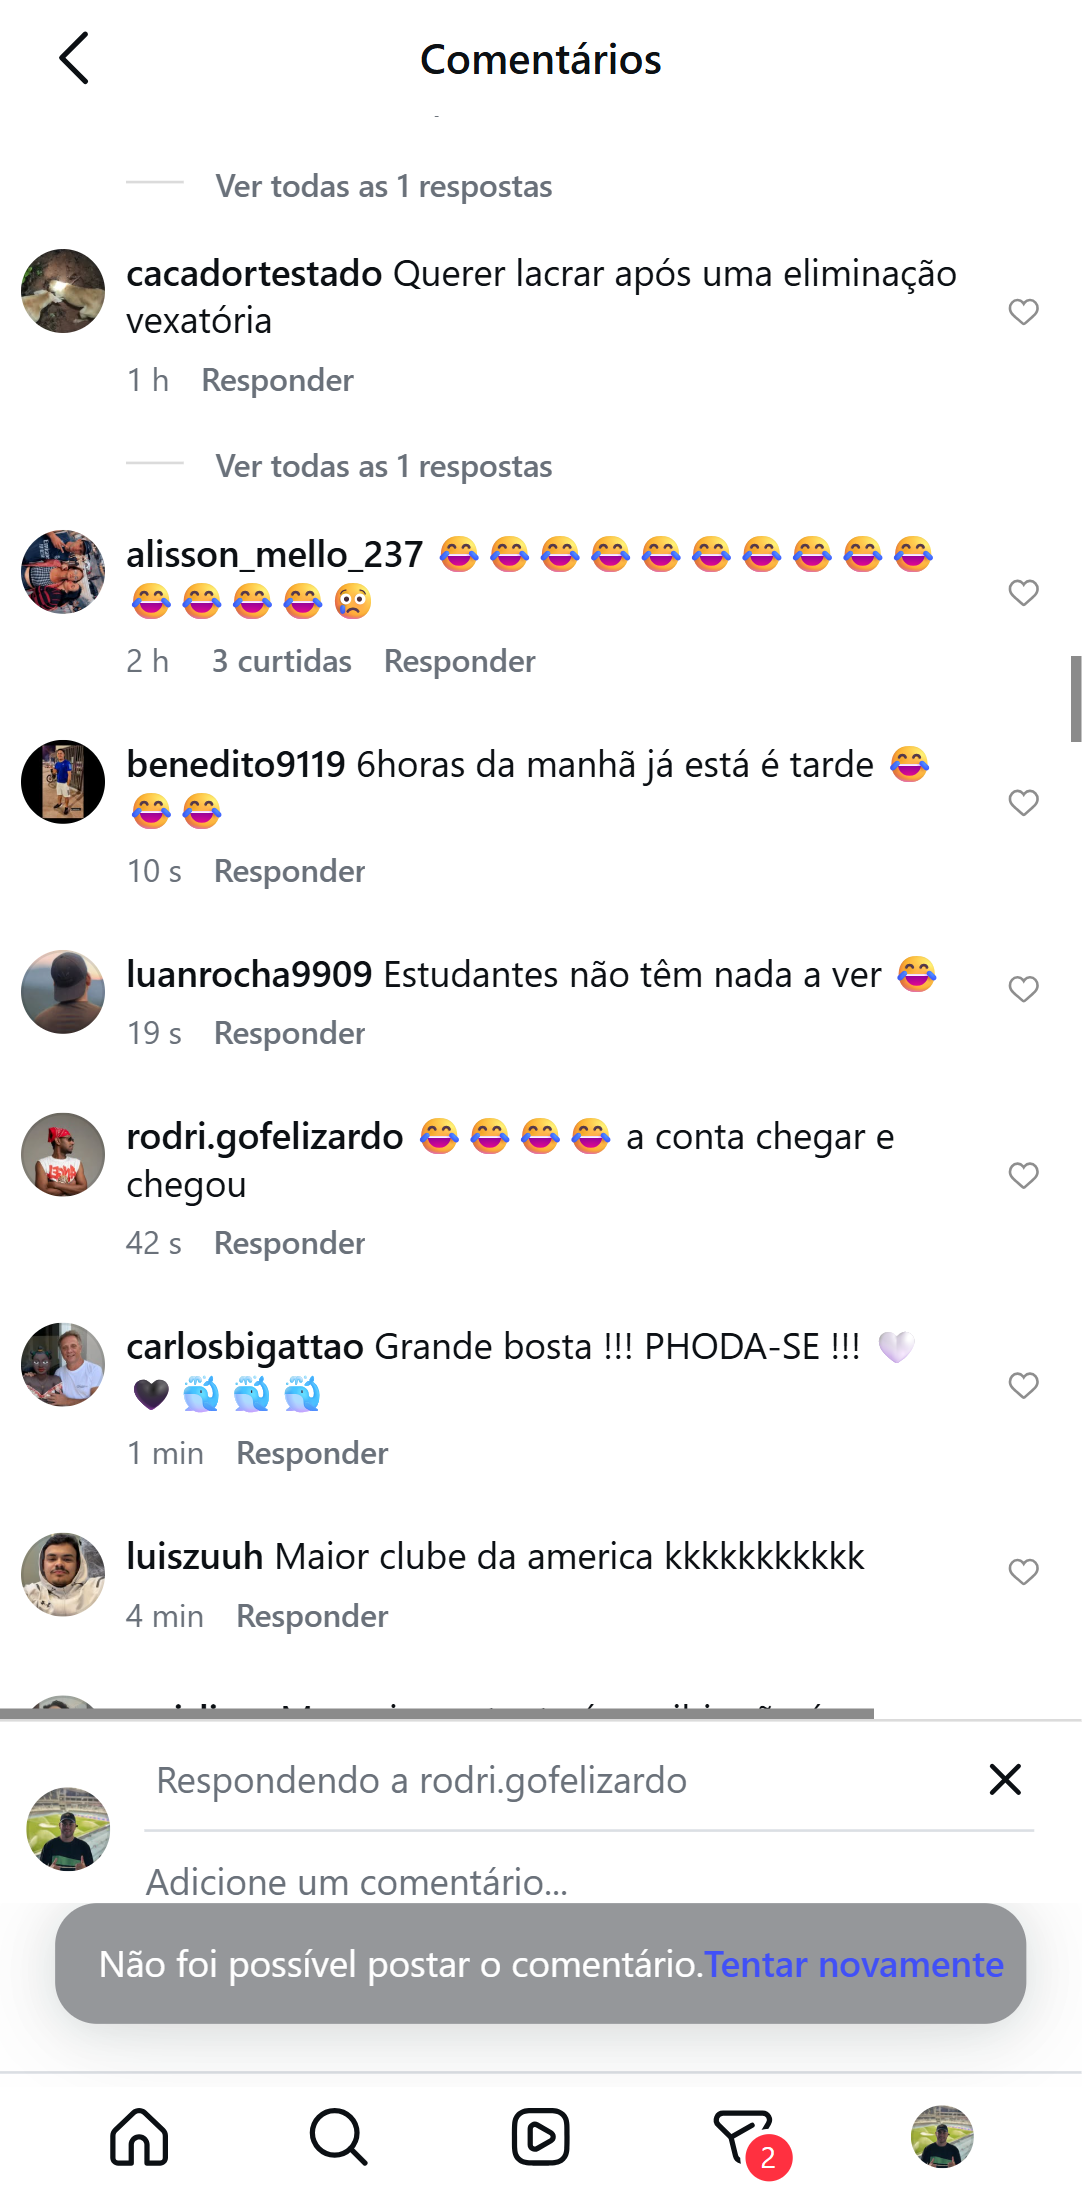 Comentários
Ver todas as 1 respostas
cacadortestado Querer lacrar após uma eliminação
vexatória
1 h Responder
Ver todas as 1 respostas
alisson_mello_237 😂😂😂😂😂😂😂😂😂😂
😂😂😂😂😢
2 h 3 curtidas Responder
benedito9119 6horas da manhã já está é tarde 😂
😂😂
10 s Responder
luanrocha9909 Estudantes não têm nada a ver 😂
19 s Responder
rodri.gofelizardo 😂😂😂😂 a conta chegar e
chegou
42 s Responder
carlosbigattao Grande bosta !!! PHODA-SE !!! 🤍
🖤🐳🐳🐳
1 min Responder
luiszuuh Maior clube da america kkkkkkkkkkk
4 min Responder
Respondendo a rodri.gofelizardo
Adicione um comentário...
Não foi possível postar o comentário.Tentar novamente
2